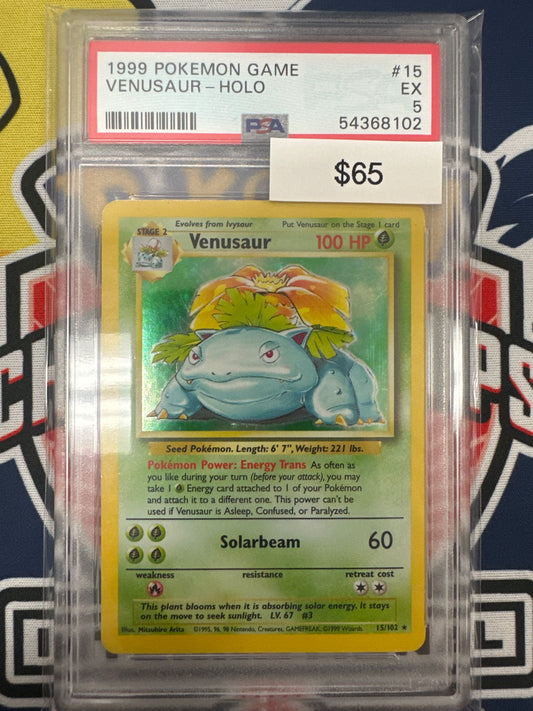 1999 POKEMON GAME #15
VENUSAUR – HOLO EX
5
PSA 54368102
$65
Evolves from Ivysaur Put Venusaur on the Stage 1 card
STAGE 2
Venusaur 100 HP
Seed Pokémon. Length: 6' 7", Weight: 221 lbs.
Pokémon Power: Energy Trans As often as
you like during your turn (before your attack), you may
take 1 Energy card attached to 1 of your Pokémon
and attach it to a different one. This power can't be
used if Venusaur is Asleep, Confused, or Paralyzed.
Solarbeam 60
weakness resistance retreat cost
This plant blooms when it is absorbing solar energy. It stays
on the move to seek sunlight. LV. 67 #3
Illus. Mitsuhiro Arita ©1995, 96, 98 Nintendo, Creatures, GAMEFREAK. ©1999 Wizards. 15/102 ★